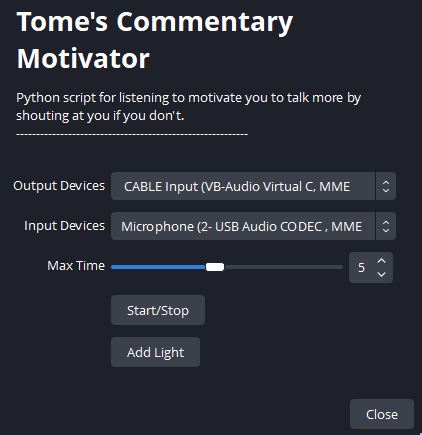 Tome's Commentary
Motivator
Python script for listening to motivate you to talk more by
shouting at you if you don't.
----------------------------------------------------------
Output Devices CABLE Input (VB-Audio Virtual C, MME
Input Devices Microphone (2- USB Audio CODEC , MME
Max Time 5
Start/Stop
Add Light
Close